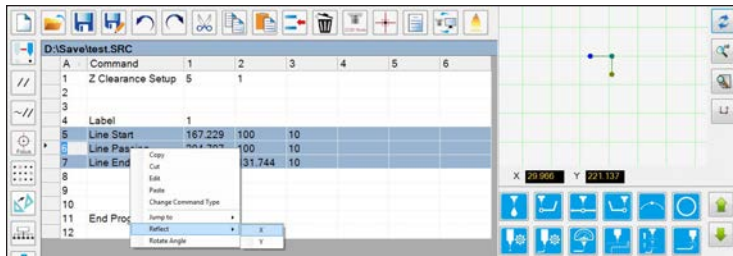 D:\Save\test.SRC
A Command 1 2 3 4 5 6
1 Z Clearance Setup 5 1
2
3
4 Label 1
5 Line Start 167.229 100 10
6 Line Passing 100 10
7 Line End 10
8
9
10
11 End Prog
12
Copy
Cut
Edit
Paste
Change Command Type
Jump to
Reflect
Rotate Angle
X
Y
X 29.966 Y 221.137